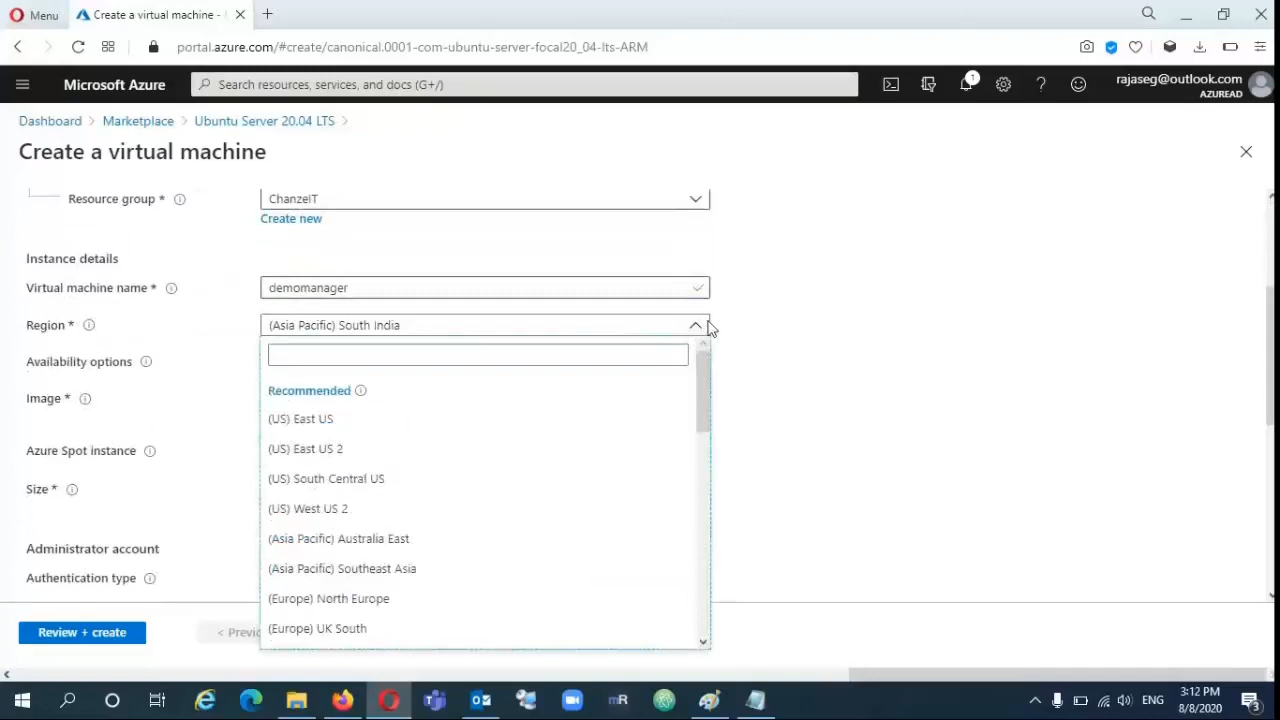 Menu
Create a virtual machine -
portal.azure.com/#create/canonical.0001-com-ubuntu-server-focal20_04-lts-ARM
Microsoft Azure
Search resources, services, and docs (G+/)
1
rajaseg@outlook.com
AZUREAD
Dashboard > Marketplace > Ubuntu Server 20.04 LTS >
Create a virtual machine
Resource group *
ChanzeIT
Create new
Instance details
Virtual machine name *
demomanager
Region *
(Asia Pacific) South India
Availability options
Recommended
Image *
(US) East US
(US) East US 2
Azure Spot instance
(US) South Central US
Size *
(US) West US 2
(Asia Pacific) Australia East
Administrator account
(Asia Pacific) Southeast Asia
Authentication type
(Europe) North Europe
(Europe) UK South
Review + create
< Previ
mR
ENG
3:12 PM
8/8/2020
3